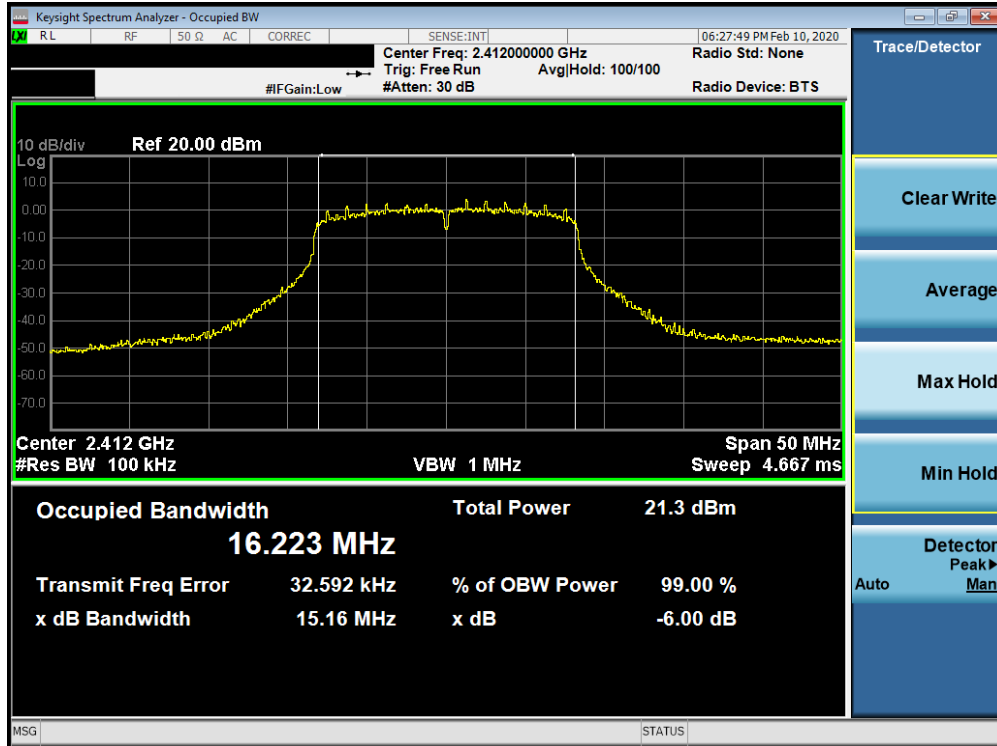 Keysight Spectrum Analyzer - Occupied BW
LXI RL RF 50 Ω AC CORREC SENSE:INT 06:27:49 PM Feb 10, 2020
Center Freq: 2.412000000 GHz Radio Std: None
Trig: Free Run Avg|Hold: 100/100
#IFGain:Low #Atten: 30 dB Radio Device: BTS
Trace/Detector
10 dB/div Ref 20.00 dBm
Log
10.0
0.00
-10.0
-20.0
-30.0
-40.0
-50.0
-60.0
-70.0
Center 2.412 GHz Span 50 MHz
#Res BW 100 kHz VBW 1 MHz Sweep 4.667 ms
Occupied Bandwidth Total Power 21.3 dBm
16.223 MHz
Transmit Freq Error 32.592 kHz % of OBW Power 99.00 %
x dB Bandwidth 15.16 MHz x dB -6.00 dB
Clear Write
Average
Max Hold
Min Hold
Detector
Peak▶
Auto Man
MSG STATUS